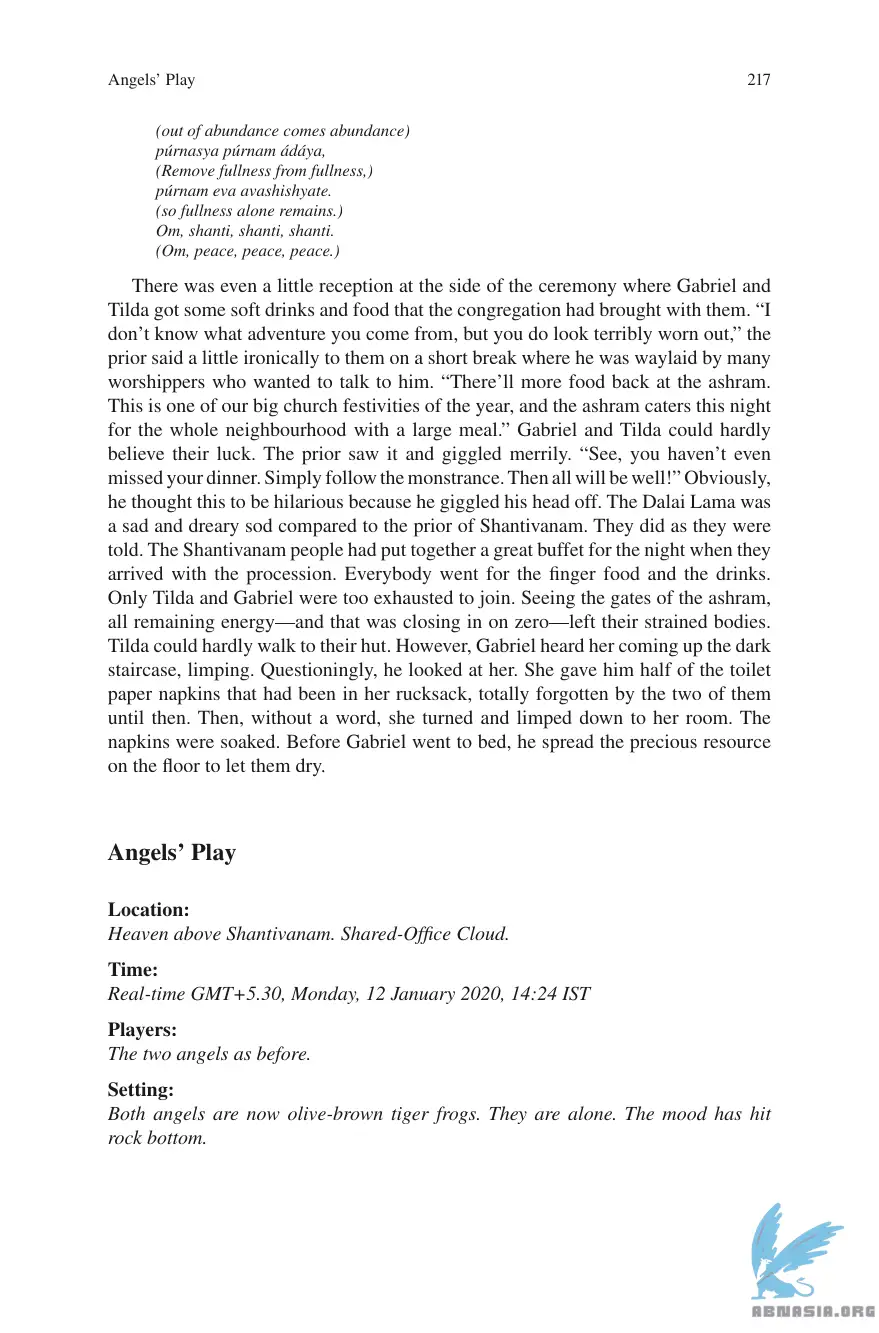 Angels’ Play 217
(out of abundance comes abundance)
púrnasya púrnam ádáya,
(Remove fullness from fullness,)
púrnam eva avashishyate.
(so fullness alone remains.)
Om, shanti, shanti, shanti.
(Om, peace, peace, peace.)
There was even a little reception at the side of the ceremony where Gabriel and
Tilda got some soft drinks and food that the congregation had brought with them. “I
don’t know what adventure you come from, but you do look terribly worn out,” the
prior said a little ironically to them on a short break where he was waylaid by many
worshippers who wanted to talk to him. “There’ll more food back at the ashram.
This is one of our big church festivities of the year, and the ashram caters this night
for the whole neighbourhood with a large meal.” Gabriel and Tilda could hardly
believe their luck. The prior saw it and giggled merrily. “See, you haven’t even
missed your dinner. Simply follow the monstrance. Then all will be well!” Obviously,
he thought this to be hilarious because he giggled his head off. The Dalai Lama was
a sad and dreary sod compared to the prior of Shantivanam. They did as they were
told. The Shantivanam people had put together a great buffet for the night when they
arrived with the procession. Everybody went for the finger food and the drinks.
Only Tilda and Gabriel were too exhausted to join. Seeing the gates of the ashram,
all remaining energy—and that was closing in on zero—left their strained bodies.
Tilda could hardly walk to their hut. However, Gabriel heard her coming up the dark
staircase, limping. Questioningly, he looked at her. She gave him half of the toilet
paper napkins that had been in her rucksack, totally forgotten by the two of them
until then. Then, without a word, she turned and limped down to her room. The
napkins were soaked. Before Gabriel went to bed, he spread the precious resource
on the floor to let them dry.
Angels’ Play
Location:
Heaven above Shantivanam. Shared-Office Cloud.
Time:
Real-time GMT+5.30, Monday, 12 January 2020, 14:24 IST
Players:
The two angels as before.
Setting:
Both angels are now olive-brown tiger frogs. They are alone. The mood has hit
rock bottom.
ABNASIA.ORG